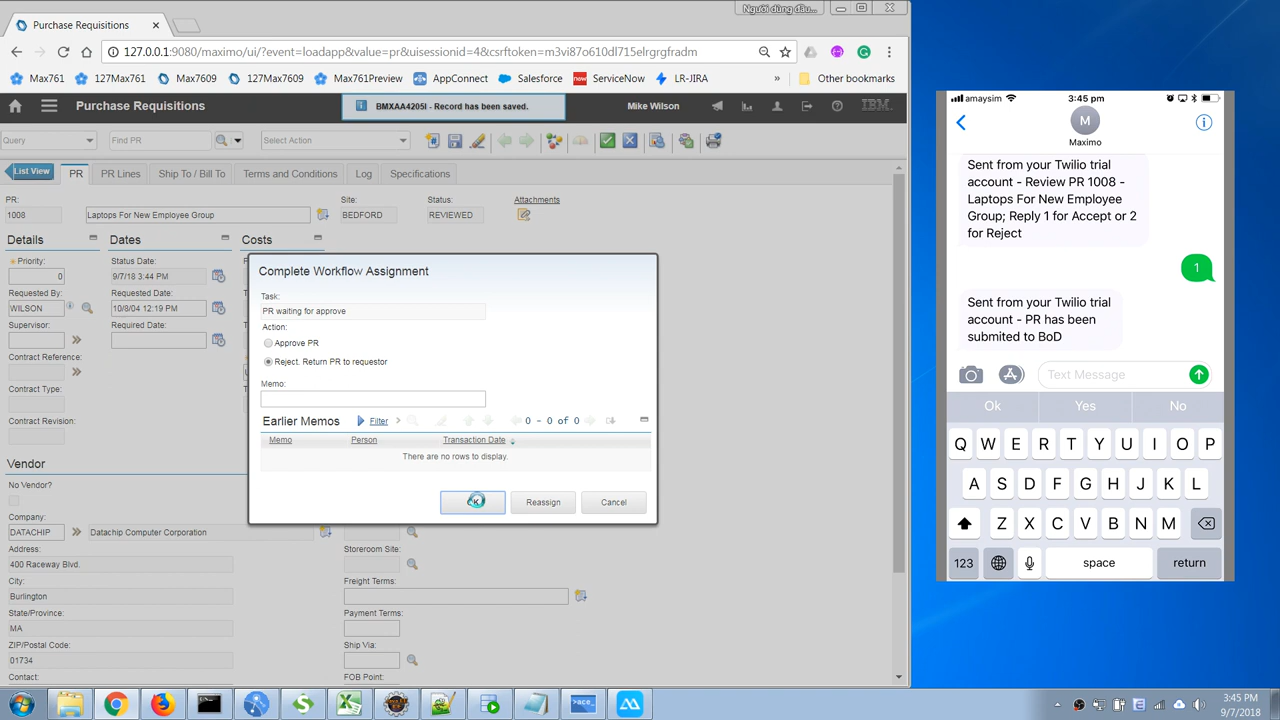 Purchase Requisitions
Người dùng đầu...
127.0.0.1:9080/maximo/ui/?event=loadapp&value=pr&uisessionid=4&csrftoken=m3vi87o610dl715elrgrgfradm
Max761
127Max7609
Max7609
127Max7609
Max761Preview
AppConnect
Salesforce
now
ServiceNow
LR-JIRA
»
Other bookmarks
Purchase Requisitions
BMXAA4205I - Record has been saved.
Mike Wilson
IBM
Query
Find PR
Select Action
List View
PR
PR Lines
Ship To / Bill To
Terms and Conditions
Log
Specifications
PR:
1008
Laptops For New Employee Group
Site:
BEDFORD
Status:
REVIEWED
Attachments
Details
Dates
Costs
Priority:
0
Status Date:
9/7/18 3:44 PM
Requested By:
WILSON
Requested Date:
10/8/04 12:19 PM
Supervisor:
Required Date:
Contract Reference:
Contract Type:
Contract Revision:
Vendor
No Vendor?
Company:
DATACHIP
Datachip Computer Corporation
Address:
400 Raceway Blvd.
City:
Burlington
State/Province:
MA
ZIP/Postal Code:
01734
Contact:
Storeroom Site:
Freight Terms:
Payment Terms:
Ship Via:
FOB Point:
Complete Workflow Assignment
Task:
PR waiting for approve
Action:
Approve PR
Reject. Return PR to requestor
Memo:
Earlier Memos
Filter
0 - 0 of 0
Memo
Person
Transaction Date
There are no rows to display.
Reassign
Cancel
amaysim
3:45 pm
M
Maximo
Sent from your Twilio trial
account - Review PR 1008 -
Laptops For New Employee
Group; Reply 1 for Accept or 2
for Reject
1
Sent from your Twilio trial
account - PR has been
submited to BoD
Text Message
Ok Yes No
Q W E R T Y U I O P
A S D F G H J K L
Z X C V B N M
123
space
return
3:45 PM
9/7/2018